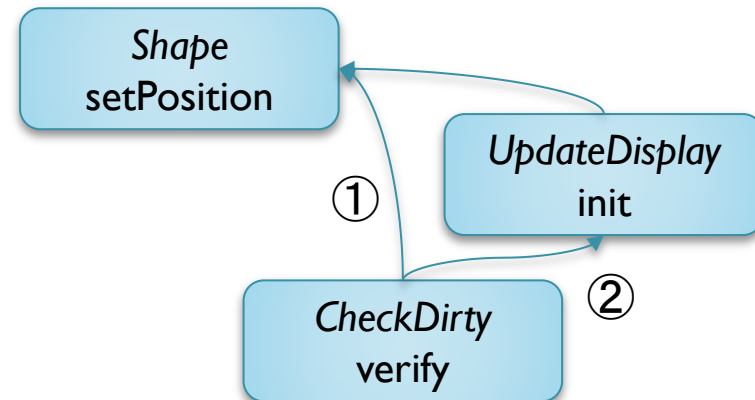 Shape
setPosition
UpdateDisplay
init
①
②
CheckDirty
verify